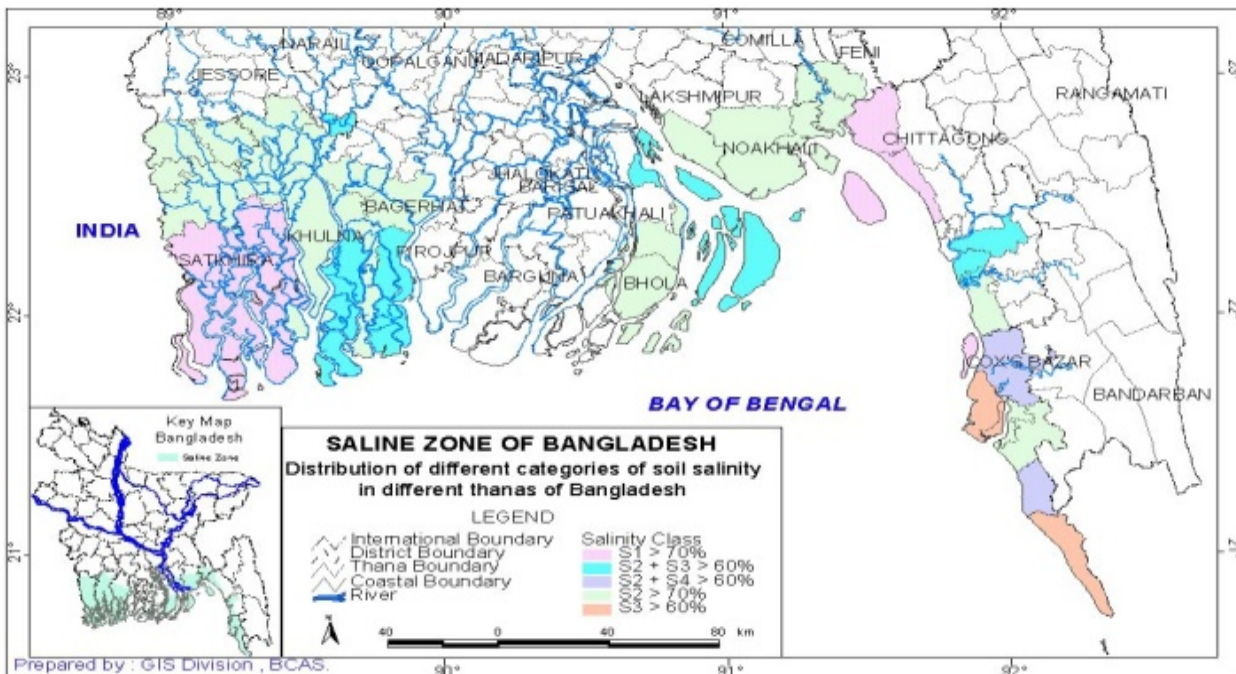 89° 90° 91° 92°
23°
22°
21°
NARAIL
JESSORE
GOPALGANJ
MADARIPUR
COMILLA
FENI
LAKSHMIPUR
RANGAMATI
CHITTAGONG
NOAKHALI
JHALOKATI
BARISAL
BAGERHAT
PATUAKHALI
INDIA
KHULNA
PIROJPUR
SATKHIRA
BARGUNA
BHOLA
COX'S BAZAR
BANDARBAN
BAY OF BENGAL
Key Map
Bangladesh
Saline Zone
SALINE ZONE OF BANGLADESH
Distribution of different categories of soil salinity
in different thanas of Bangladesh
LEGEND
International Boundary
District Boundary
Thana Boundary
Coastal Boundary
River
Salinity Class
S1 > 70%
S2 + S3 > 60%
S2 + S4 > 60%
S2 > 70%
S3 > 60%
N
40 0 40 80 km
Prepared by : GIS Division , BCAS.
90° 91° 92°